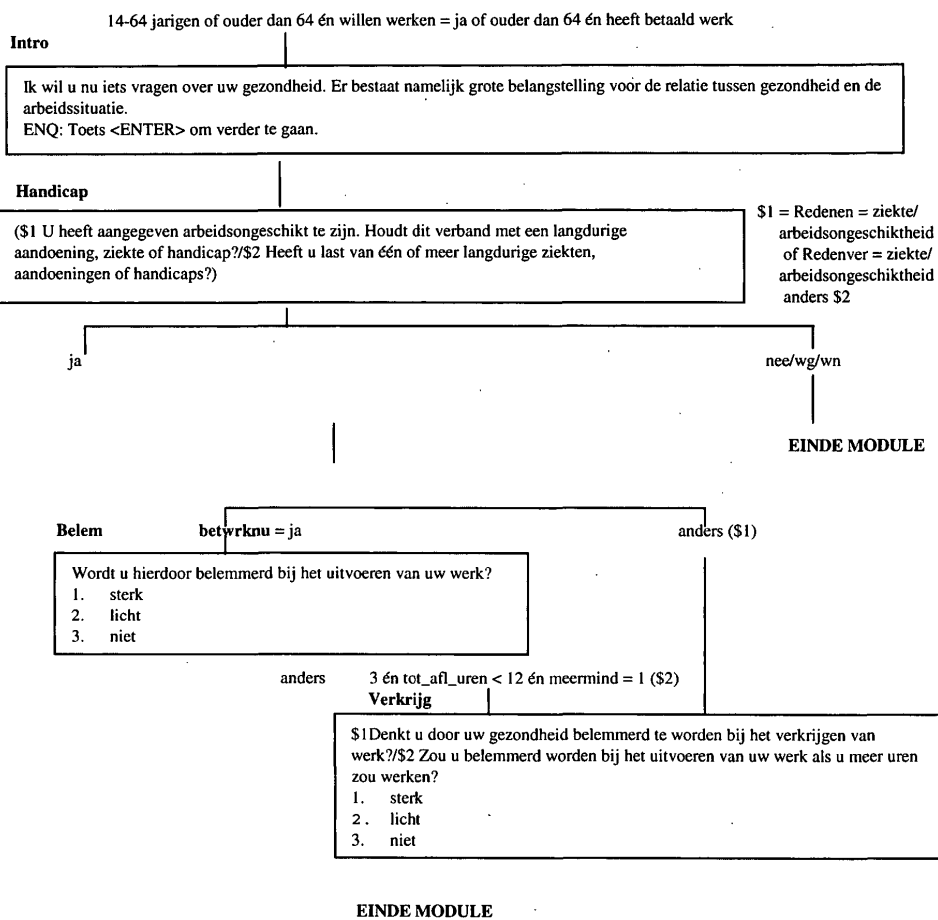 14-64 jarigen of ouder dan 64 én willen werken = ja of ouder dan 64 én heeft betaald werk
Intro
Ik wil u nu iets vragen over uw gezondheid. Er bestaat namelijk grote belangstelling voor de relatie tussen gezondheid en de
arbeidssituatie.
ENQ: Toets <ENTER> om verder te gaan.
Handicap
($1 U heeft aangegeven arbeidsongeschikt te zijn. Houdt dit verband met een langdurige
aandoening, ziekte of handicap?/$2 Heeft u last van één of meer langdurige ziekten,
aandoeningen of handicaps?)
$1 = Redenen = ziekte/
arbeidsongeschiktheid
of Redenver = ziekte/
arbeidsongeschiktheid
anders $2
ja
nee/wg/wn
EINDE MODULE
Belem betwrknu = ja anders ($1)
Wordt u hierdoor belemmerd bij het uitvoeren van uw werk?
1. sterk
2. licht
3. niet
anders 3 én tot_afl_uren < 12 én meermind = 1 ($2)
Verkrijg
$1Denkt u door uw gezondheid belemmerd te worden bij het verkrijgen van
werk?/$2 Zou u belemmerd worden bij het uitvoeren van uw werk als u meer uren
zou werken?
1. sterk
2. licht
3. niet
EINDE MODULE